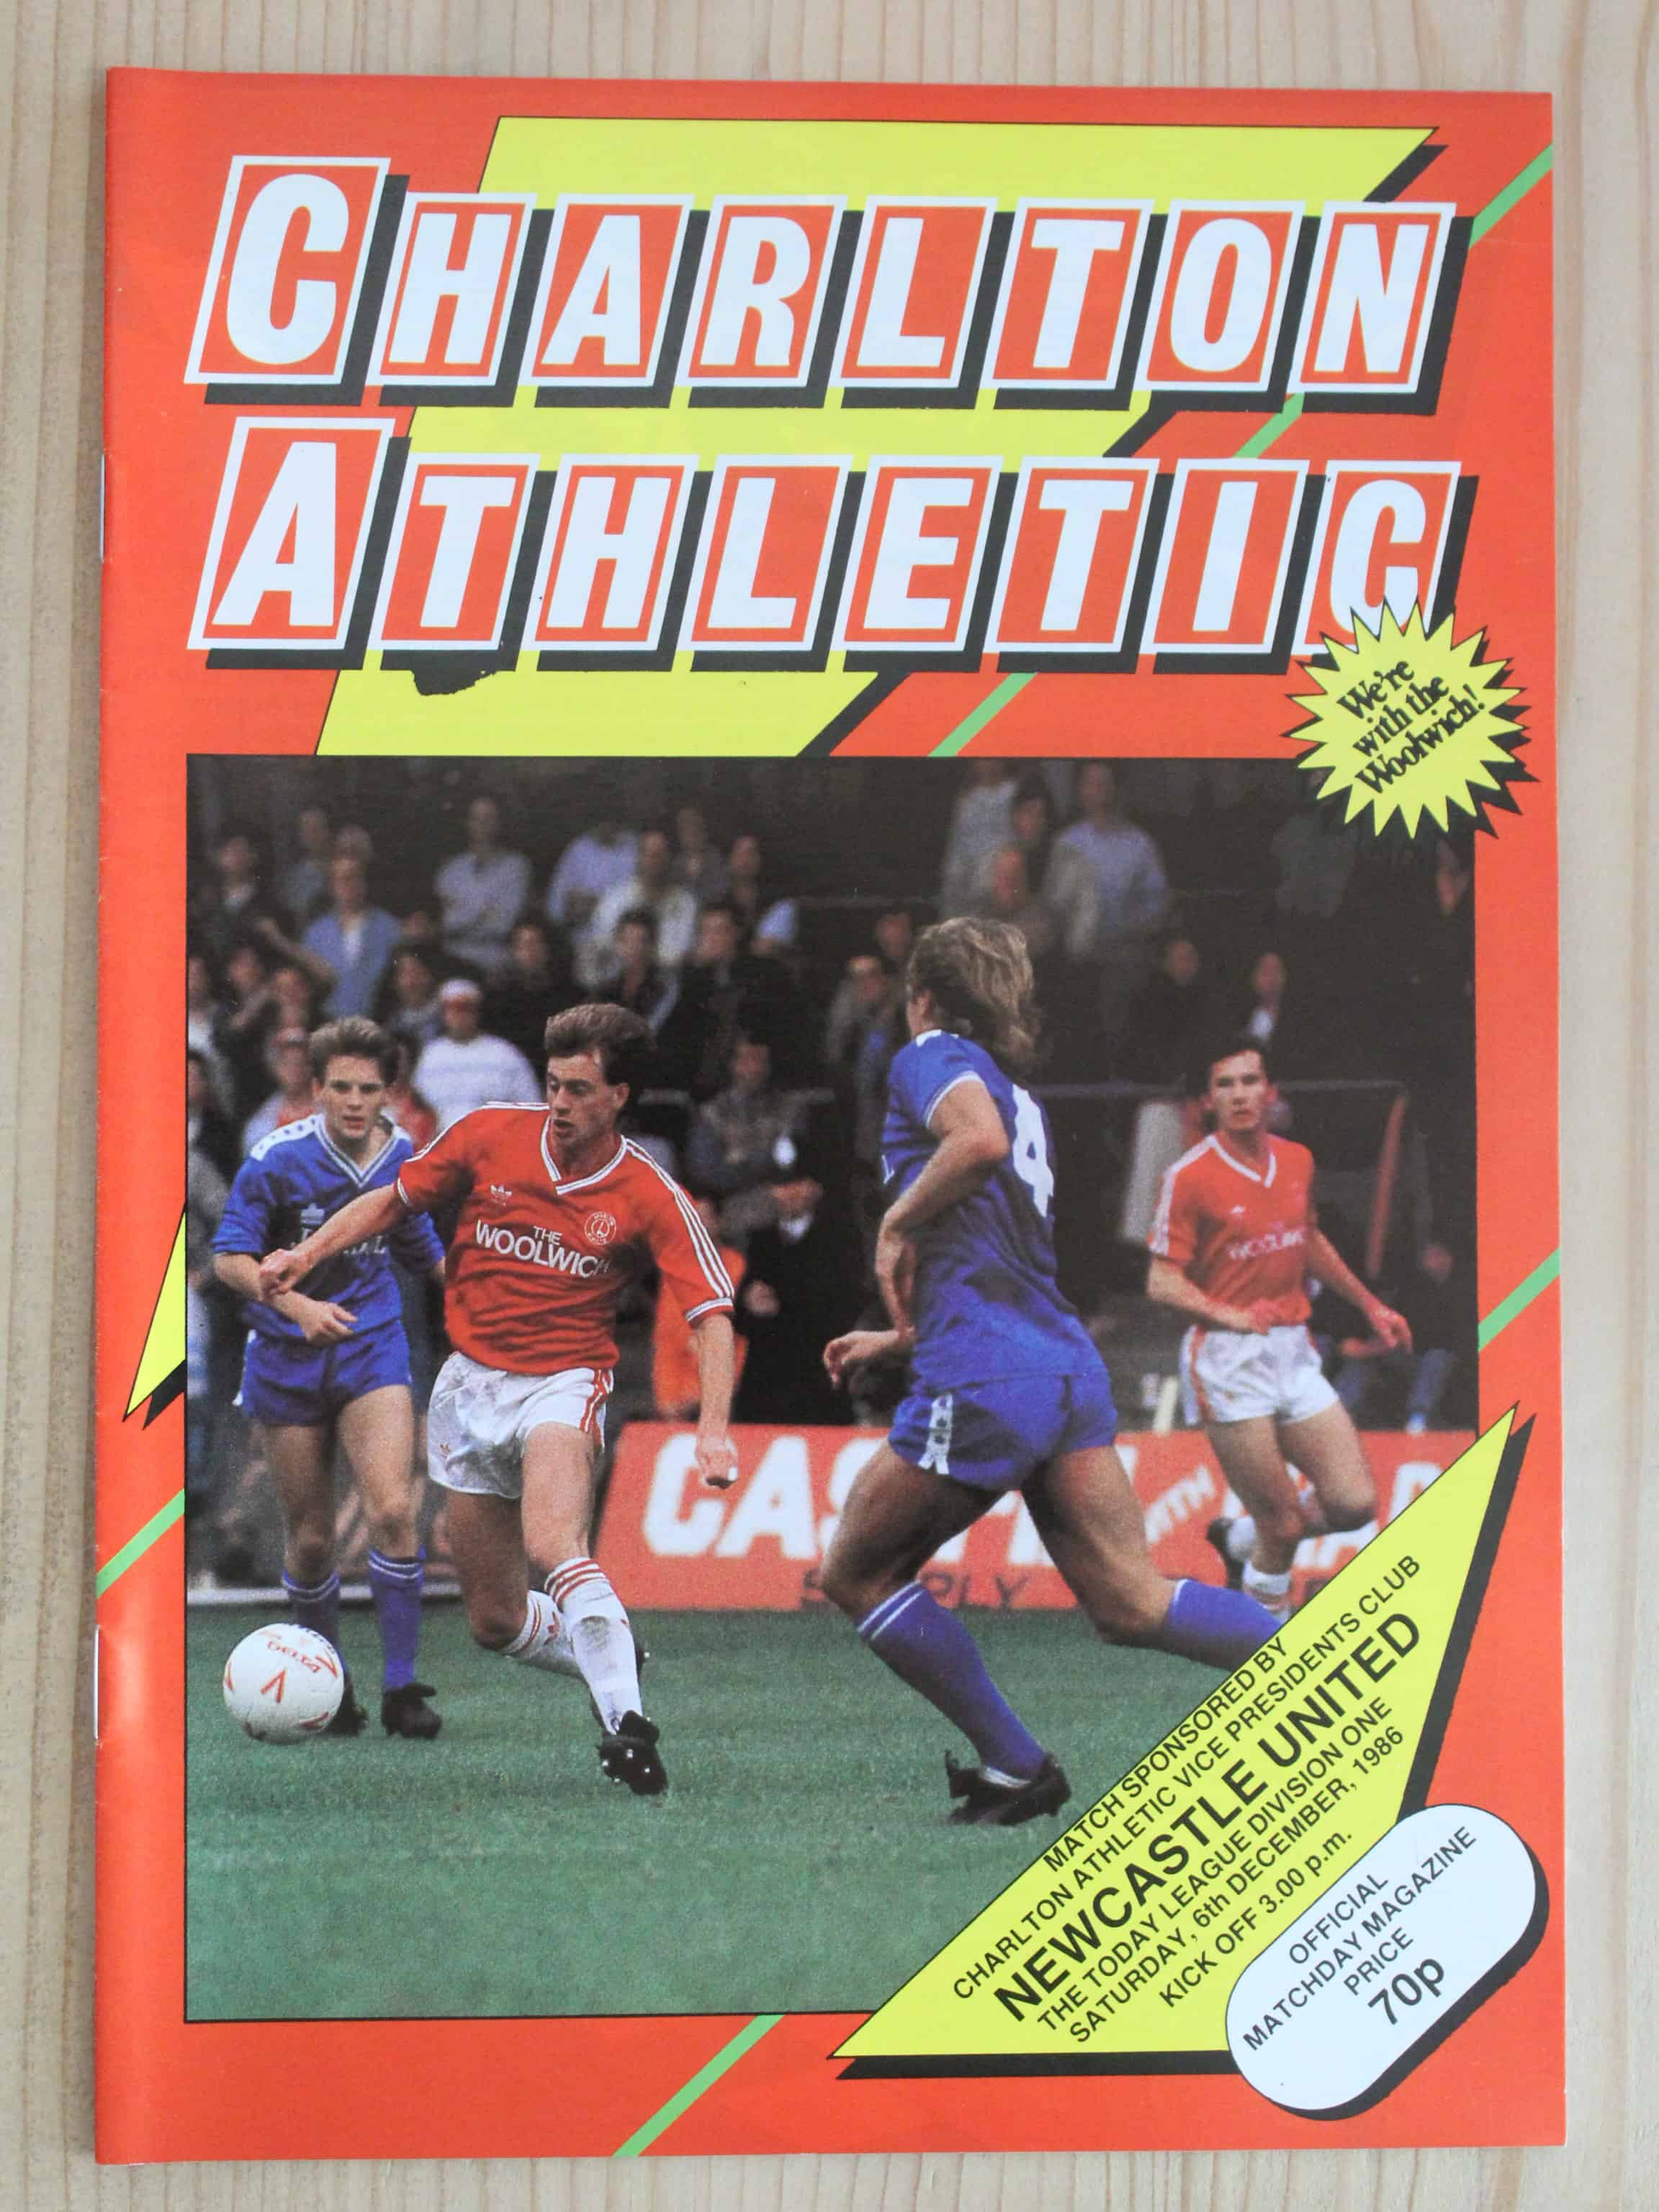 CHARLTON
ATHLETIC
We're
with the
Woolwich!
4
THE
WOOLWICH
WOOLWICH
WITH
DELTA
MATCH SPONSORED BY
CHARLTON ATHLETIC VICE PRESIDENTS CLUB
NEWCASTLE UNITED
THE TODAY LEAGUE DIVISION ONE
SATURDAY, 6th DECEMBER, 1986
KICK OFF 3.00 p.m.
OFFICIAL
MATCHDAY MAGAZINE
PRICE
70p